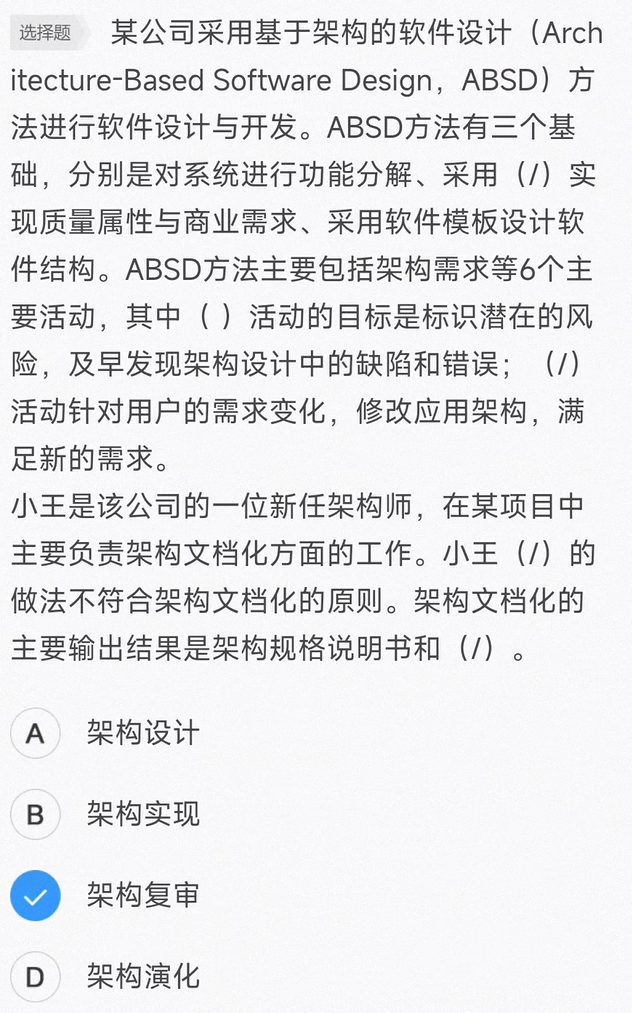 选择题 某公司采用基于架构的软件设计（Arch
itecture-Based Software Design，ABSD）方
法进行软件设计与开发。ABSD方法有三个基
础，分别是对系统进行功能分解、采用（/）实
现质量属性与商业需求、采用软件模板设计软
件结构。ABSD方法主要包括架构需求等6个主
要活动，其中（ ）活动的目标是标识潜在的风
险，及早发现架构设计中的缺陷和错误；（/）
活动针对用户的需求变化，修改应用架构，满
足新的需求。
小王是该公司的一位新任架构师，在某项目中
主要负责架构文档化方面的工作。小王（/）的
做法不符合架构文档化的原则。架构文档化的
主要输出结果是架构规格说明书和（/）。
A 架构设计
B 架构实现
架构复审
D 架构演化